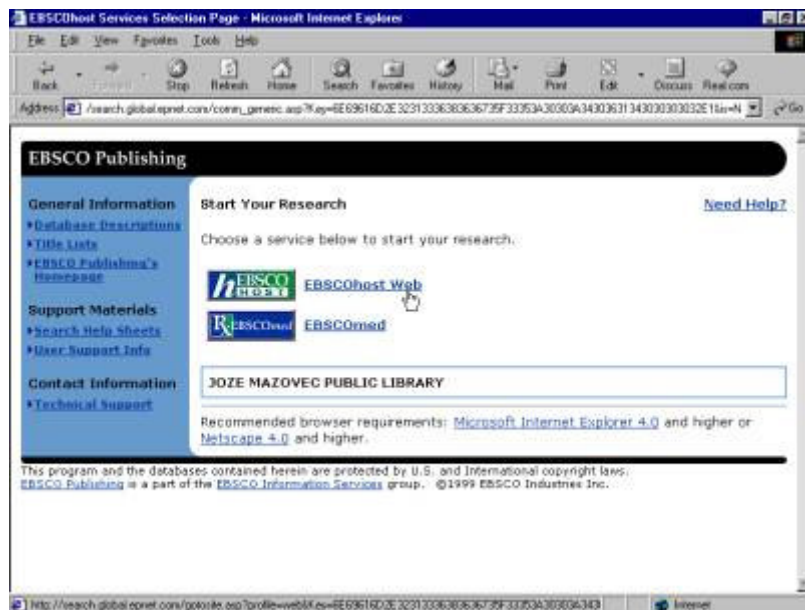 EBSCOhost Services Selection Page - Microsoft Internet Explorer
File Edit View Favorites Tools Help
Back Forward Stop Refresh Home Search Favorites History Mail Print Edit Discuss Real.com
Address Go
EBSCO Publishing
General Information
Database Descriptions
Title Lists
EBSCO Publishing's
Homepage
Support Materials
Search Help Sheets
User Support Info
Contact Information
Technical Support
Start Your Research
Need Help?
Choose a service below to start your research.
EBSCO
HOST
EBSCOhost Web
EBSCOmed
EBSCOmed
JOZE MAZOVEC PUBLIC LIBRARY
Recommended browser requirements: Microsoft Internet Explorer 4.0 and higher or
Netscape 4.0 and higher.
This program and the databases contained herein are protected by U.S. and International copyright laws.
EBSCO Publishing is a part of the EBSCO Information Services group. ©1999 EBSCO Industries Inc.
Internet